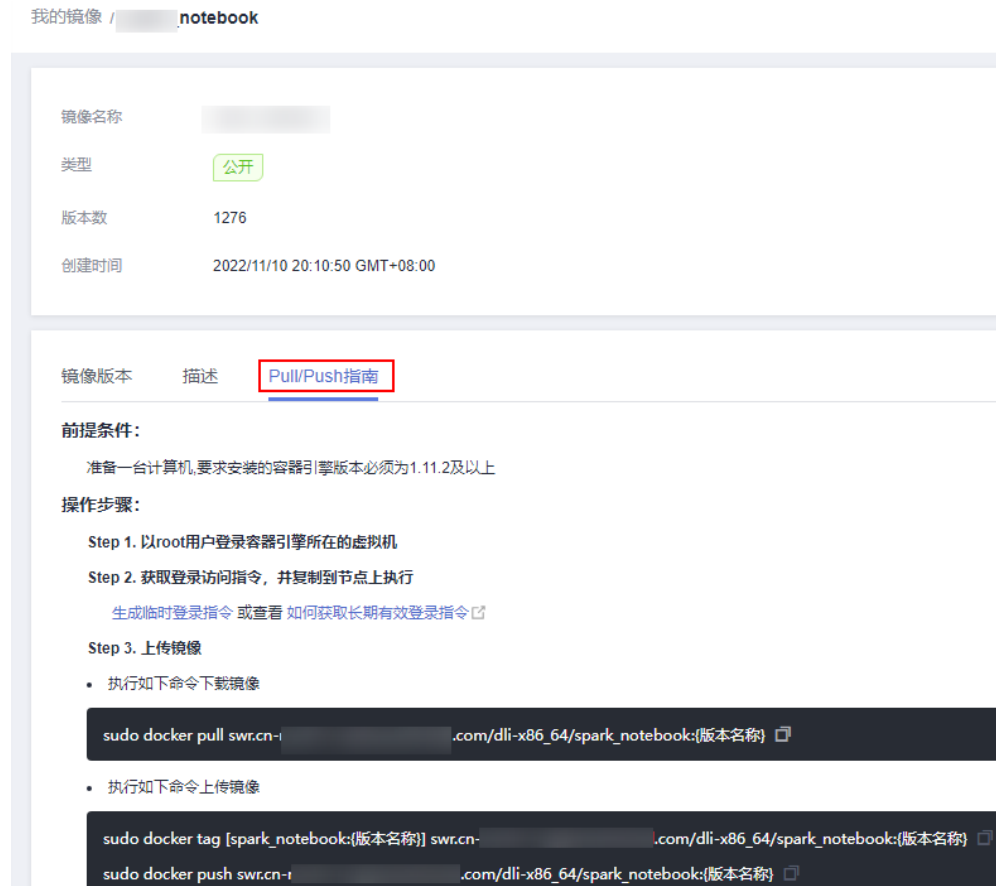 我的镜像 / _notebook
镜像名称
类型 公开
版本数 1276
创建时间 2022/11/10 20:10:50 GMT+08:00
镜像版本 描述 Pull/Push指南
前提条件：
准备一台计算机,要求安装的容器引擎版本必须为1.11.2及以上
操作步骤：
Step 1. 以root用户登录容器引擎所在的虚拟机
Step 2. 获取登录访问指令，并复制到节点上执行
生成临时登录指令 或查看 如何获取长期有效登录指令
Step 3. 上传镜像
• 执行如下命令下载镜像
sudo docker pull swr.cn- .com/dli-x86_64/spark_notebook:{版本名称}
• 执行如下命令上传镜像
sudo docker tag [spark_notebook:{版本名称}] swr.cn- .com/dli-x86_64/spark_notebook:{版本名称}
sudo docker push swr.cn- .com/dli-x86_64/spark_notebook:{版本名称}